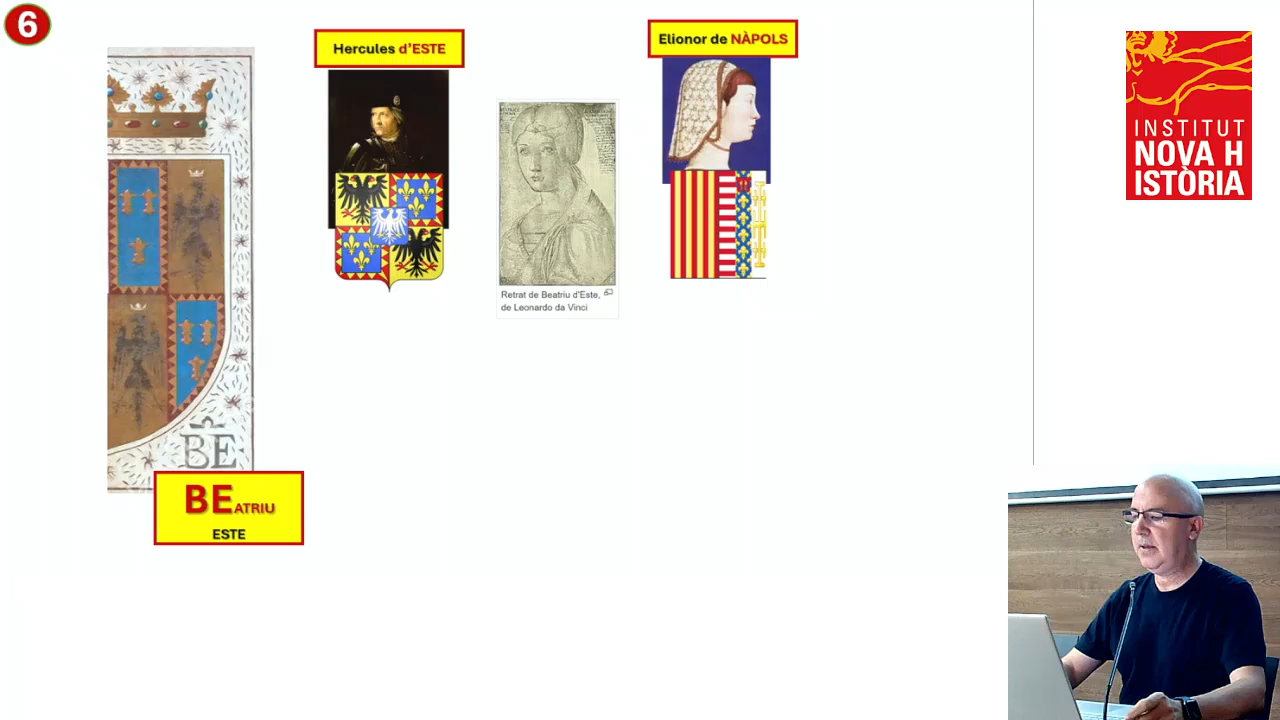 6
Hercules d'ESTE
Elionor de NÀPOLS
INSTITUT
NOVA H
ISTÒRIA
Retrat de Beatriu d'Este,
de Leonardo da Vinci
BE
BEATRIU
ESTE